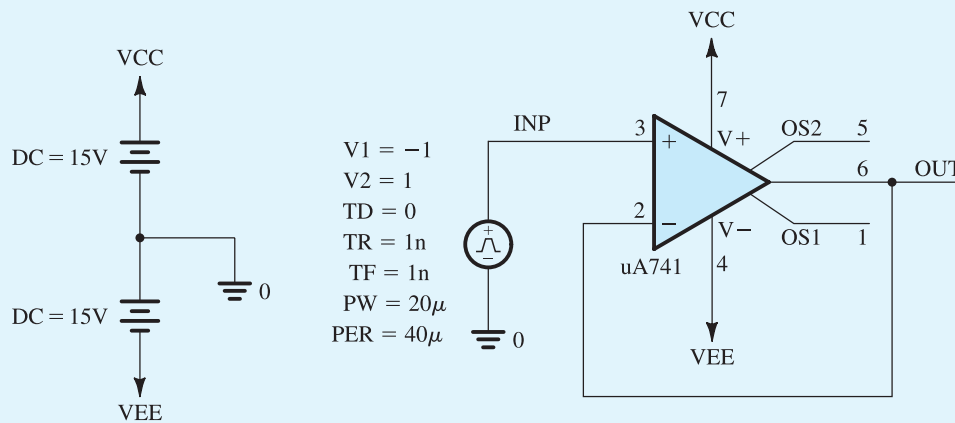 VCC
DC = 15V
0
DC = 15V
VEE
V1 = −1
V2 = 1
TD = 0
TR = 1n
TF = 1n
PW = 20μ
PER = 40μ
INP
+
−
0
VCC
7
3
+
V+
OS2
5
6
OUT
2
−
V−
OS1
1
uA741
4
VEE